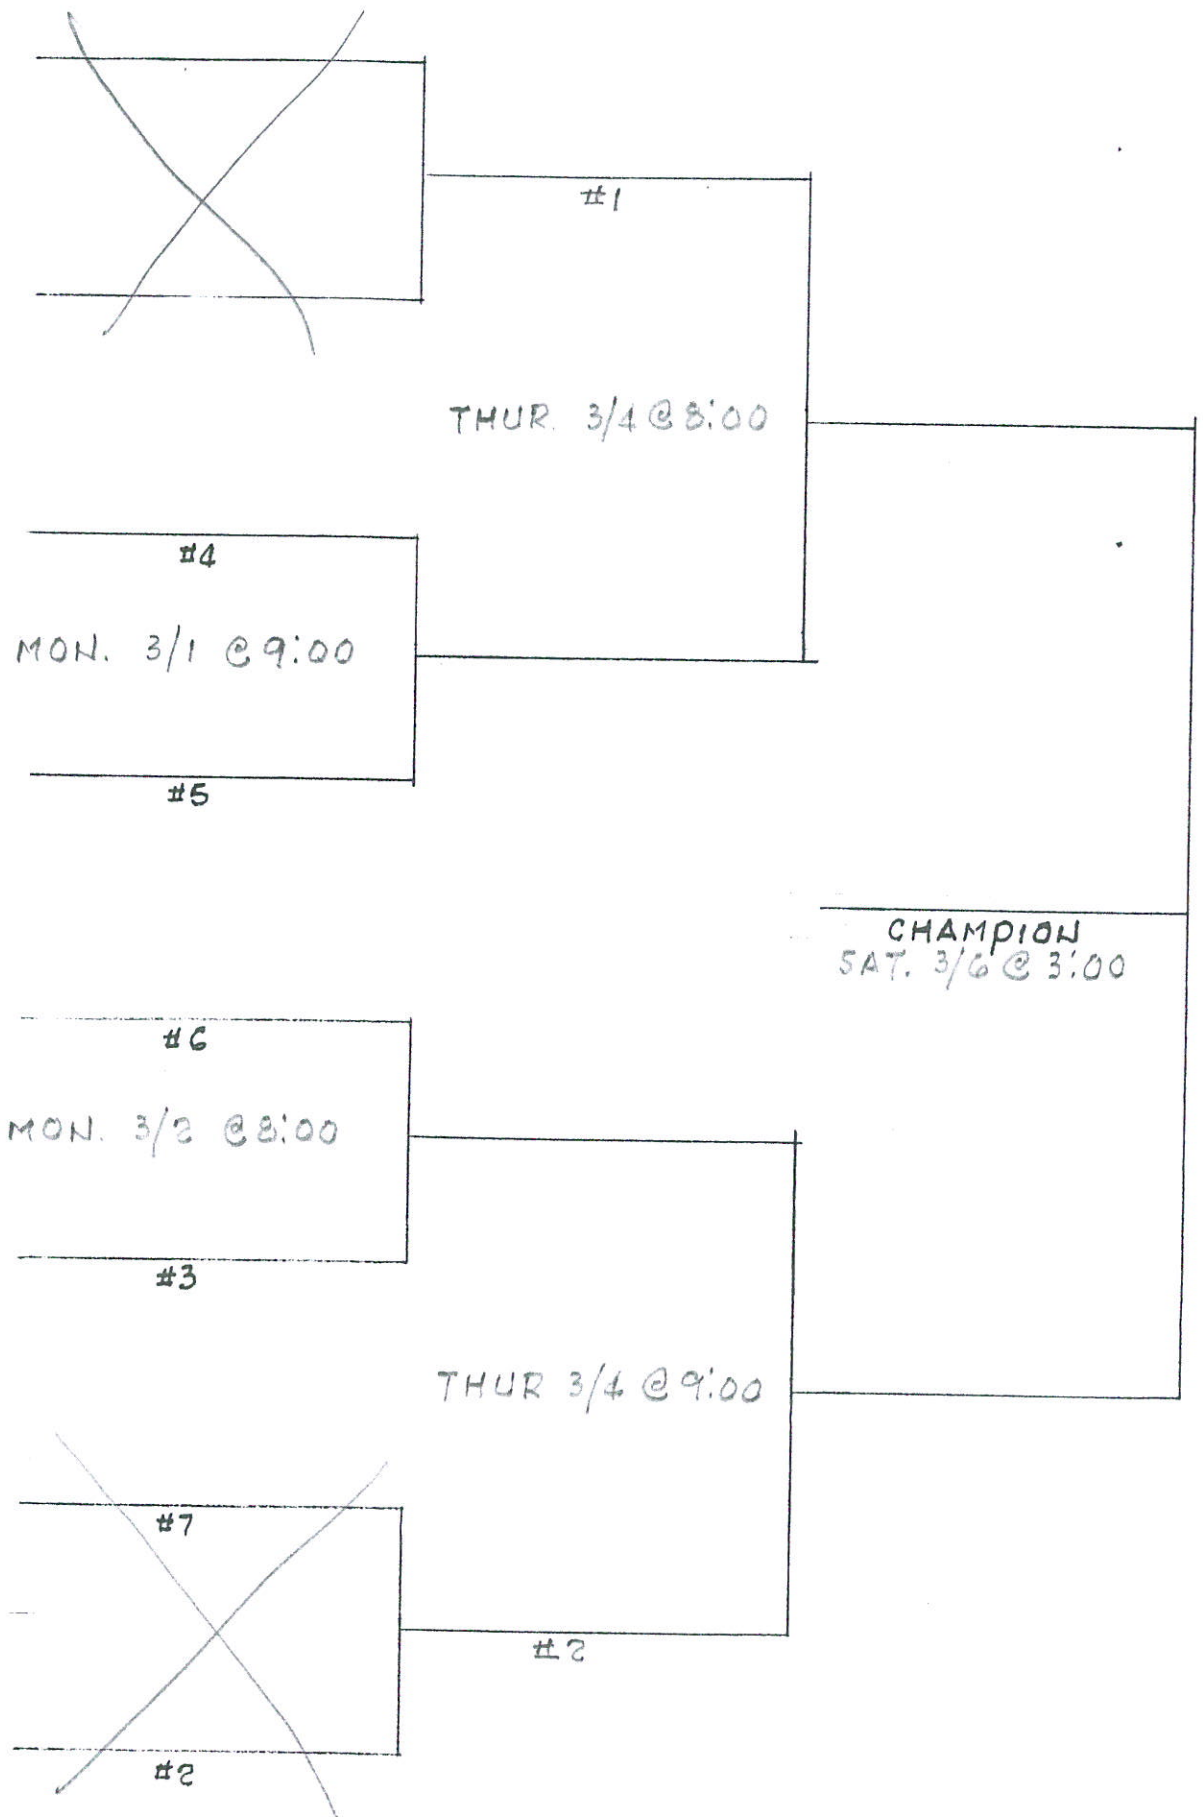 #1
THUR. 3/4 @ 8:00
#4
MON. 3/1 @ 9:00
#5
CHAMPION
SAT. 3/6 @ 3:00
#6
MON. 3/2 @ 8:00
#3
THUR 3/4 @ 9:00
#7
#2
#2